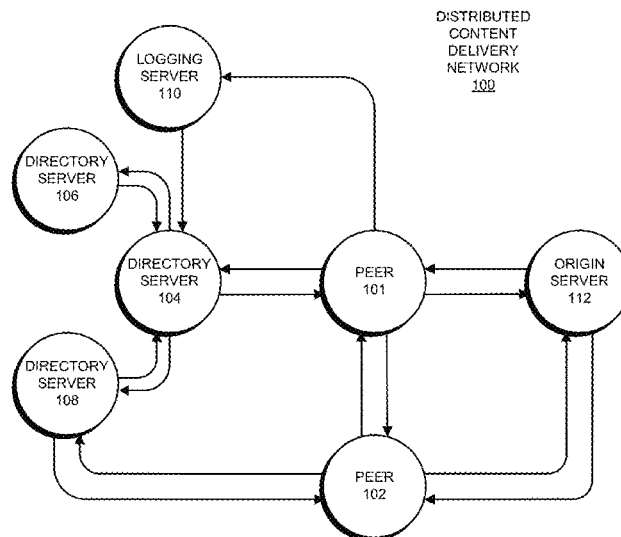 DISTRIBUTED
CONTENT
DELIVERY
NETWORK
100
LOGGING
SERVER
110
DIRECTORY
SERVER
106
DIRECTORY
SERVER
104
PEER
101
ORIGIN
SERVER
112
DIRECTORY
SERVER
108
PEER
102